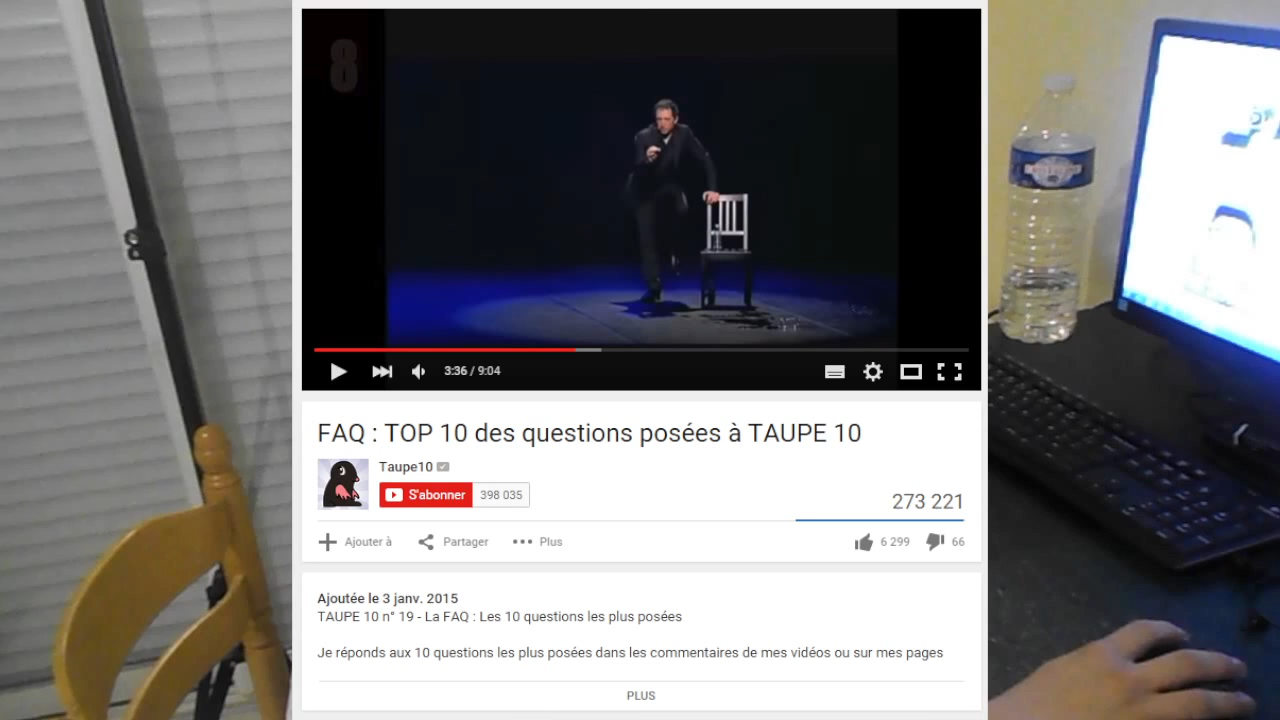 8
3:36 / 9:04
FAQ : TOP 10 des questions posées à TAUPE 10
Taupe10
S'abonner 398 035
273 221
Ajouter à Partager Plus 6 299 66
Ajoutée le 3 janv. 2015
TAUPE 10 n° 19 - La FAQ : Les 10 questions les plus posées
Je réponds aux 10 questions les plus posées dans les commentaires de mes vidéos ou sur mes pages
PLUS